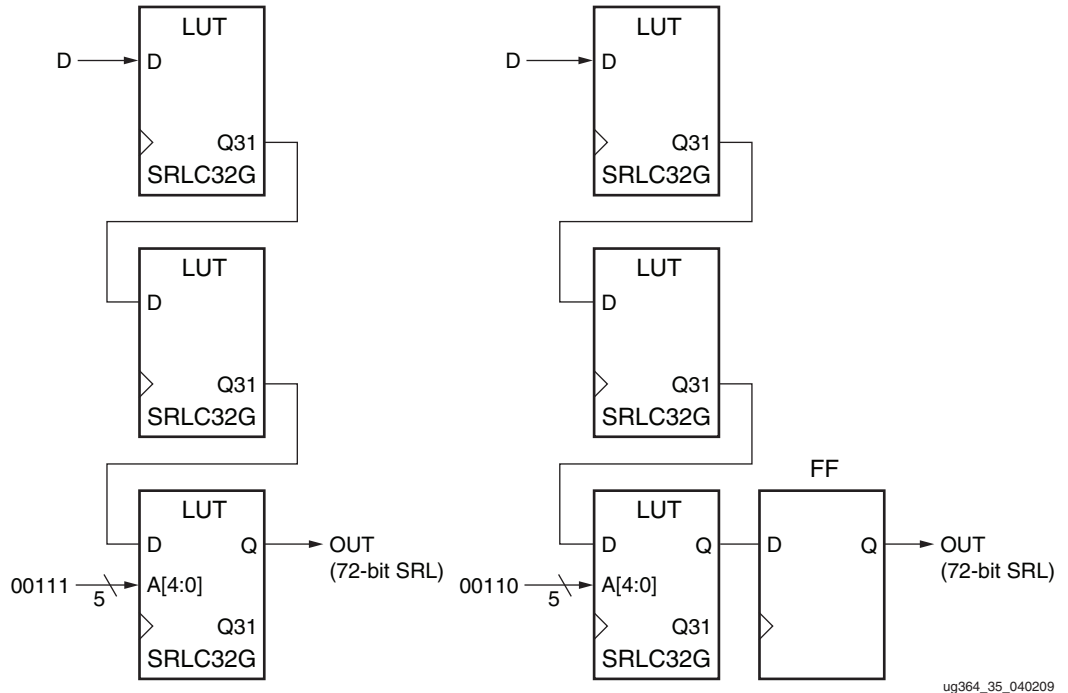 LUT
D
D
Q31
SRLC32G
LUT
D
Q31
SRLC32G
LUT
D
Q
OUT
(72-bit SRL)
00111
5
A[4:0]
Q31
SRLC32G
LUT
D
D
Q31
SRLC32G
LUT
D
Q31
SRLC32G
LUT
D
Q
00110
5
A[4:0]
Q31
SRLC32G
FF
D
Q
OUT
(72-bit SRL)
ug364_35_040209